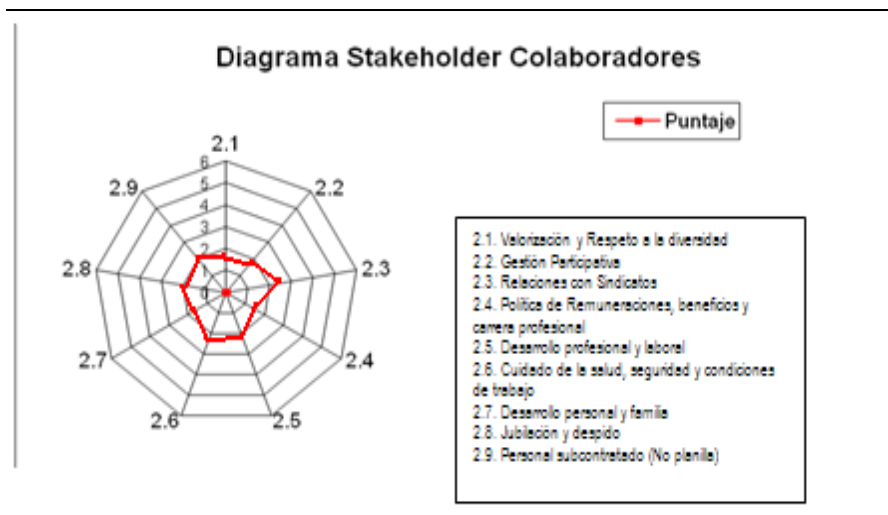 Diagrama Stakeholder Colaboradores
Puntaje
2.1
2.2
2.3
2.4
2.5
2.6
2.7
2.8
2.9
6
5
4
3
2
1
0
2.1. Valorización y Respeto a la diversidad
2.2. Gestión Participativa
2.3. Relaciones con Sindicatos
2.4. Política de Remuneraciones, beneficios y
carrera profesional
2.5. Desarrollo profesional y laboral
2.6. Cuidado de la salud, seguridad y condiciones
de trabajo
2.7. Desarrollo personal y familia
2.8. Jubilación y despido
2.9. Personal subcontratado (No planilla)